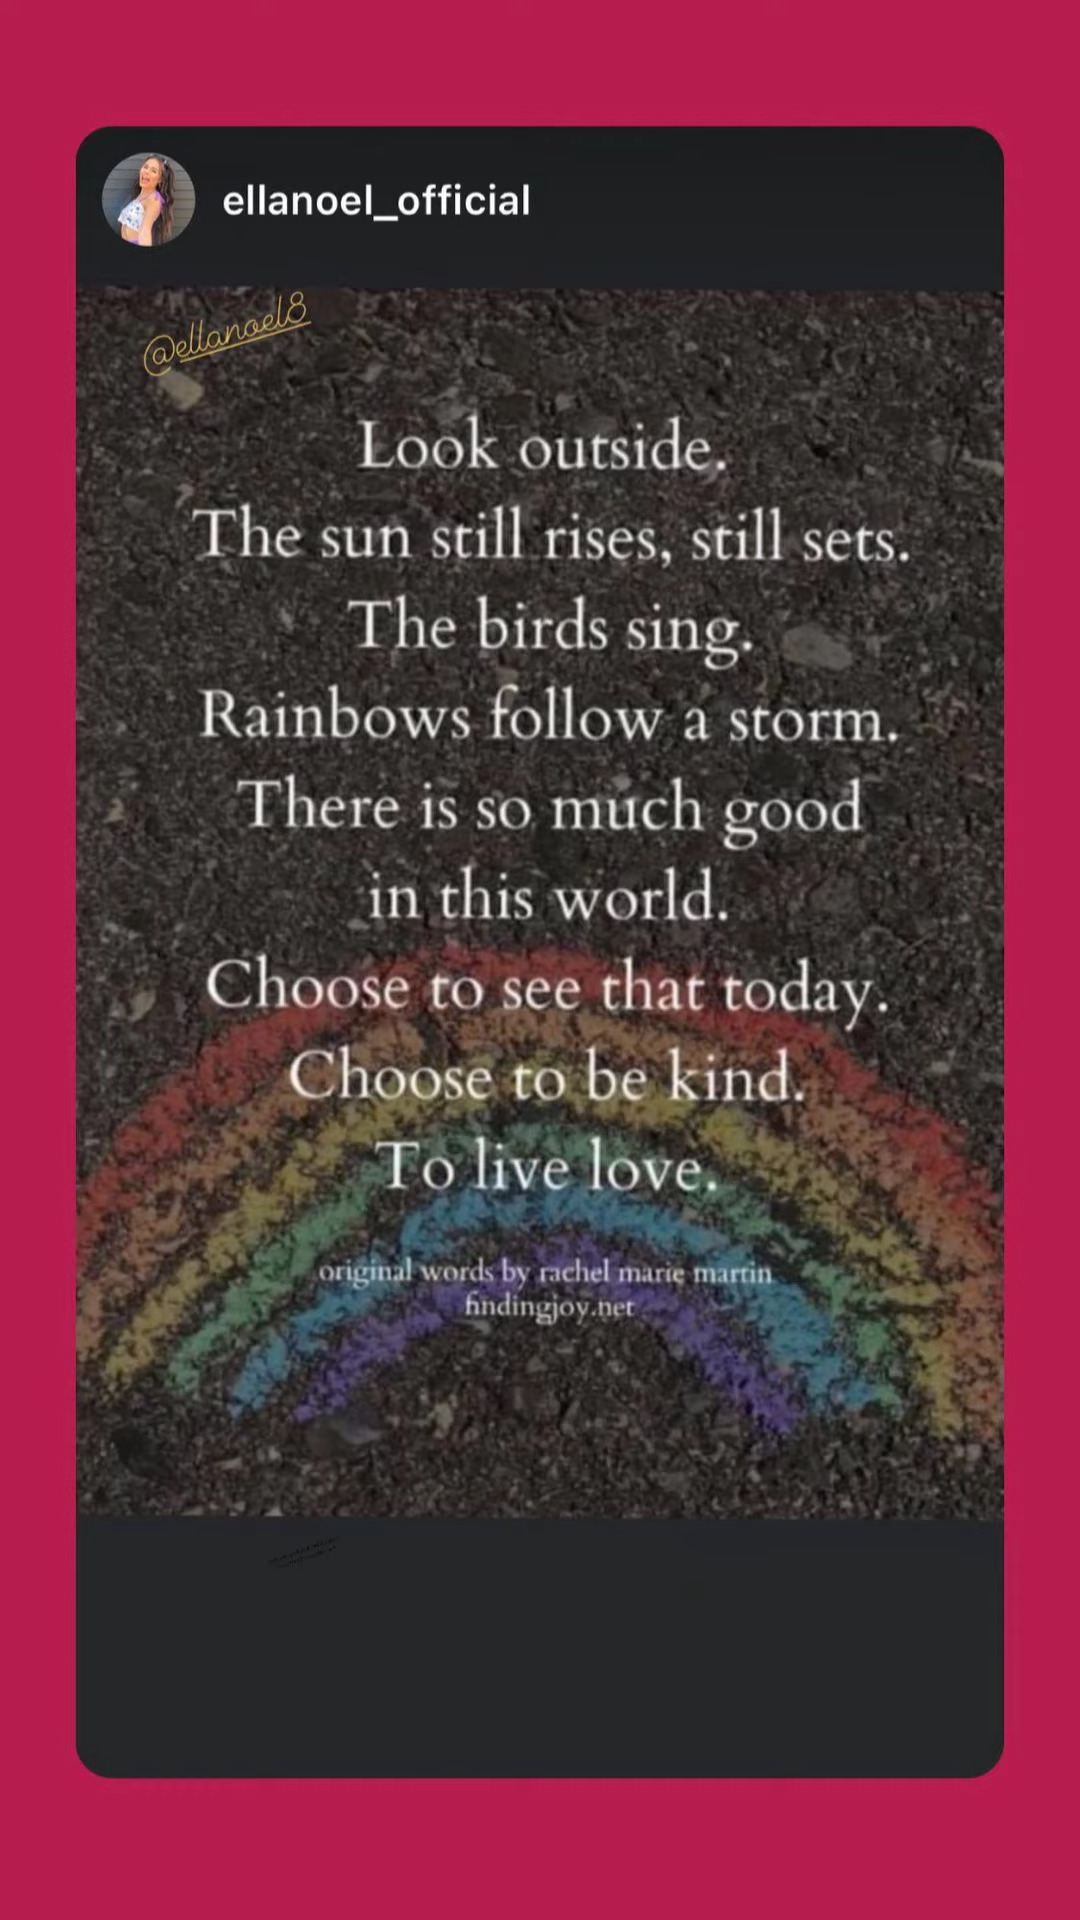 ellanoel_official
@ellanoel8
Look outside.
The sun still rises, still sets.
The birds sing.
Rainbows follow a storm.
There is so much good
in this world.
Choose to see that today.
Choose to be kind.
To live love.
original words by rachel marie martin
findingjoy.net